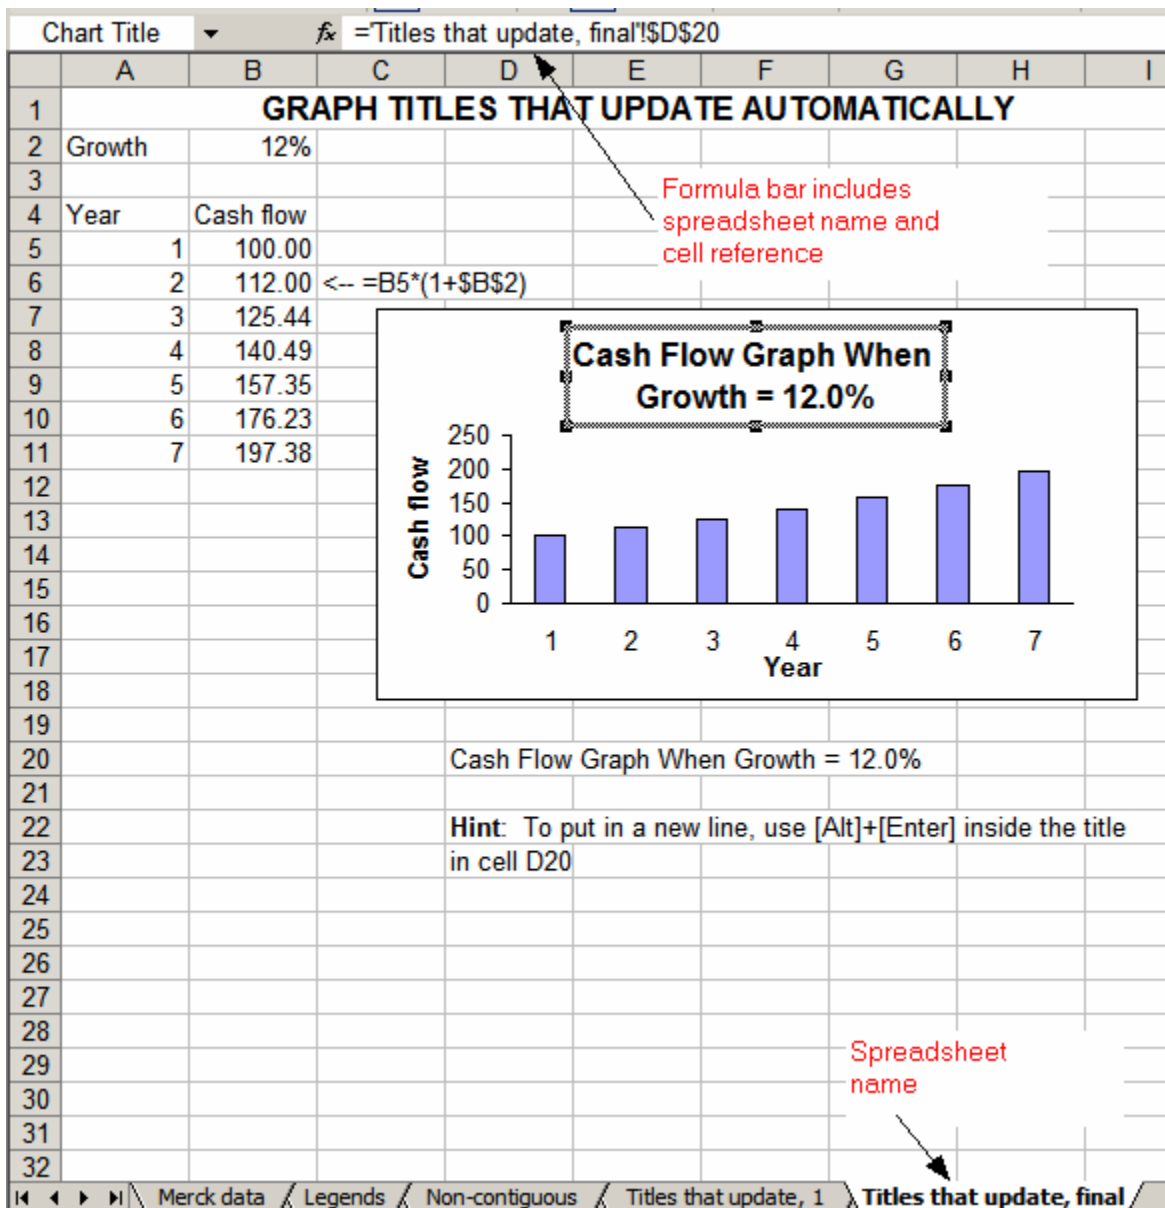 Chart Title fx ='Titles that update, final'!$D$20
A B C D E F G H I
1 GRAPH TITLES THAT UPDATE AUTOMATICALLY
2 Growth 12%
3
4 Year Cash flow
5 1 100.00
6 2 112.00 <-- =B5*(1+$B$2)
7 3 125.44
8 4 140.49
9 5 157.35
10 6 176.23
11 7 197.38
12
13
14
15
16
17
18
19
20 Cash Flow Graph When Growth = 12.0%
21
22 Hint: To put in a new line, use [Alt]+[Enter] inside the title
23 in cell D20
24
25
26
27
28
29
30
31
32
Formula bar includes
spreadsheet name and
cell reference
Cash Flow Graph When
Growth = 12.0%
Cash flow
250
200
150
100
50
0
1 2 3 4 5 6 7
Year
Spreadsheet
name
Merck data Legends Non-contiguous Titles that update, 1 Titles that update, final